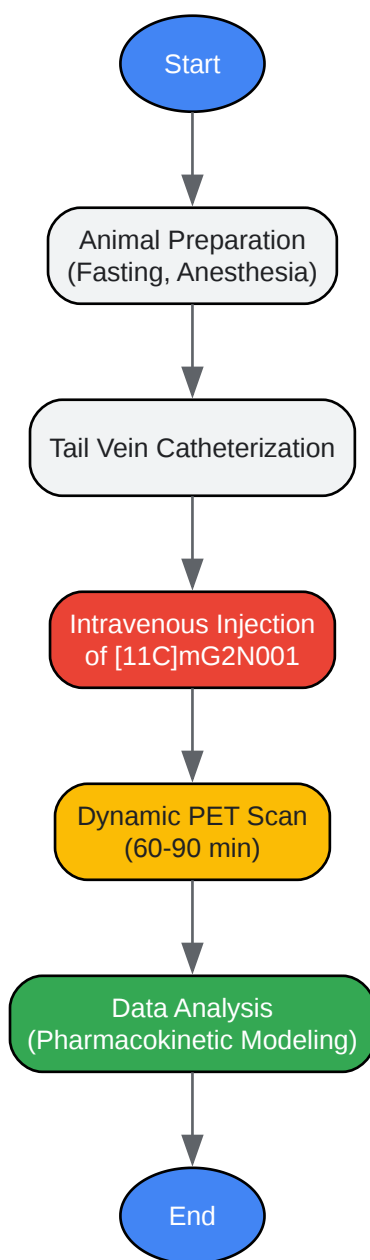 Start
Animal Preparation
(Fasting, Anesthesia)
Tail Vein Catheterization
Intravenous Injection
of [11C]mG2N001
Dynamic PET Scan
(60-90 min)
Data Analysis
(Pharmacokinetic Modeling)
End